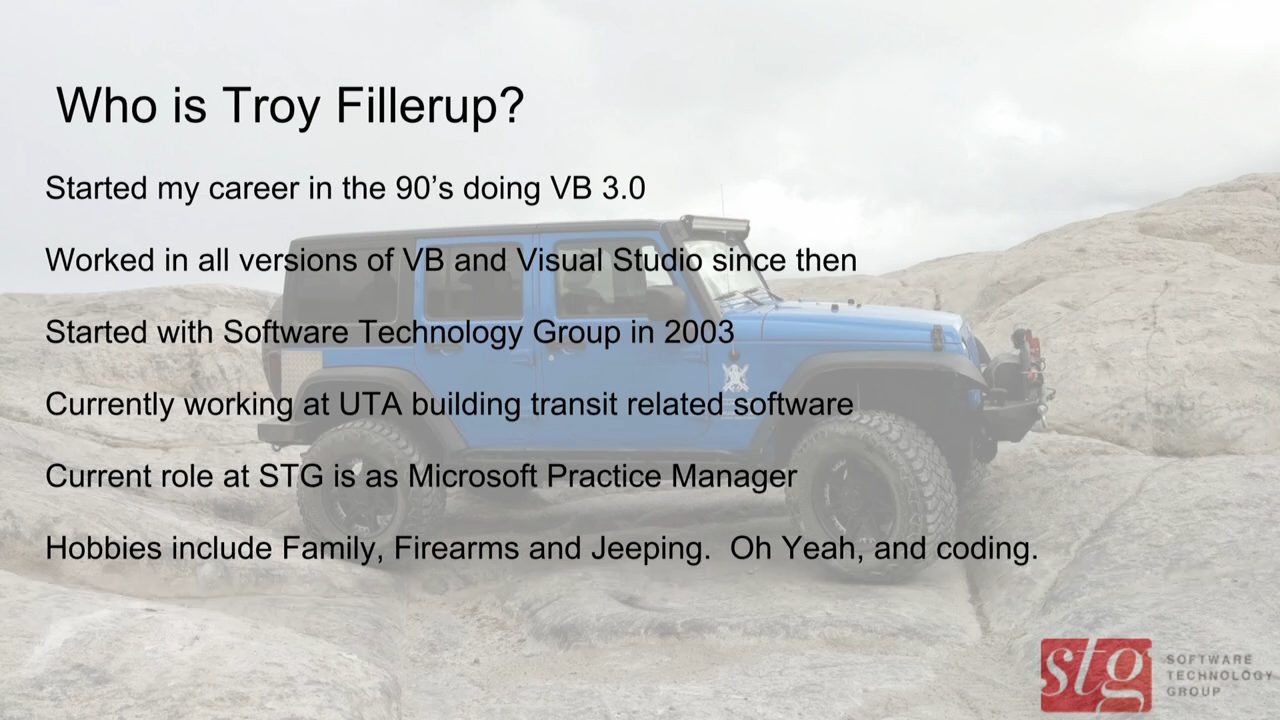 Who is Troy Fillerup?
Started my career in the 90’s doing VB 3.0
Worked in all versions of VB and Visual Studio since then
Started with Software Technology Group in 2003
Currently working at UTA building transit related software
Current role at STG is as Microsoft Practice Manager
Hobbies include Family, Firearms and Jeeping.  Oh Yeah, and coding.
stg
SOFTWARE
TECHNOLOGY
GROUP